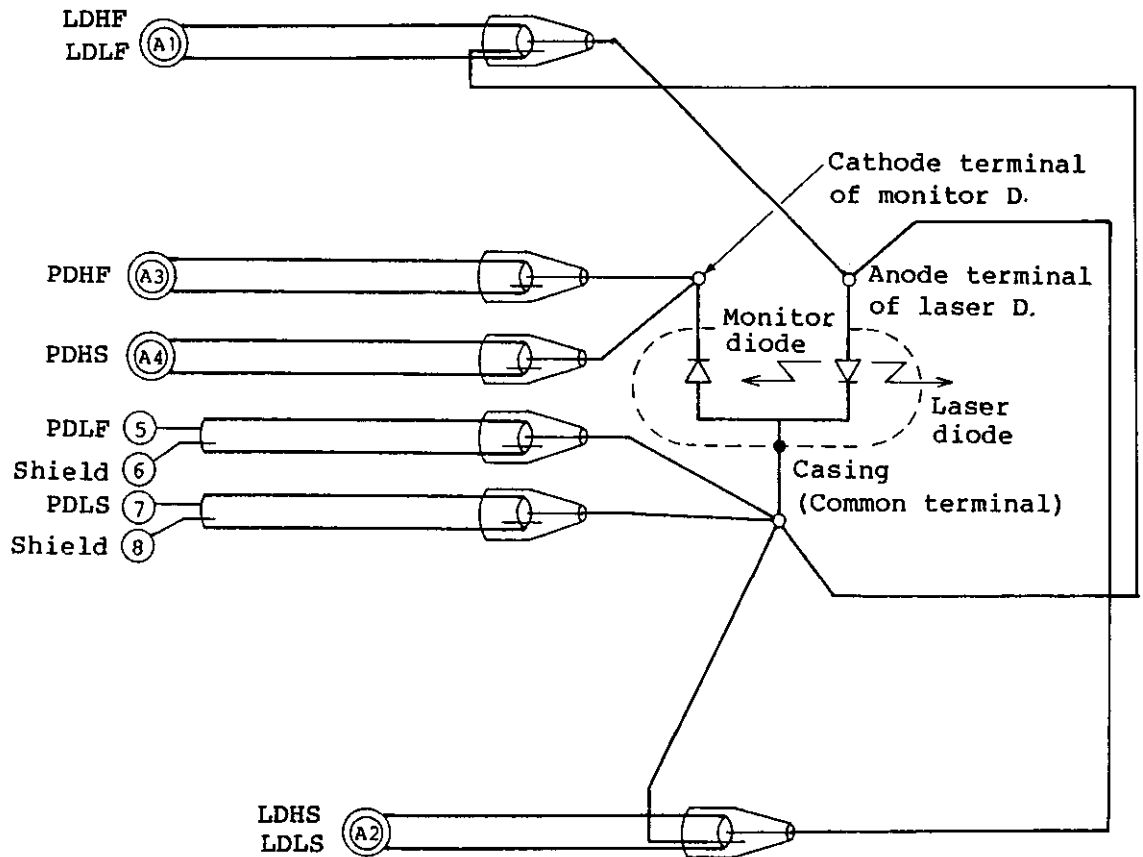 LDHF
LDLF
A1
Cathode terminal
of monitor D.
PDHF
A3
Anode terminal
of laser D.
Monitor
diode
PDHS
A4
Laser
diode
PDLF
5
Shield
6
Casing
(Common terminal)
PDLS
7
Shield
8
LDHS
LDLS
A2